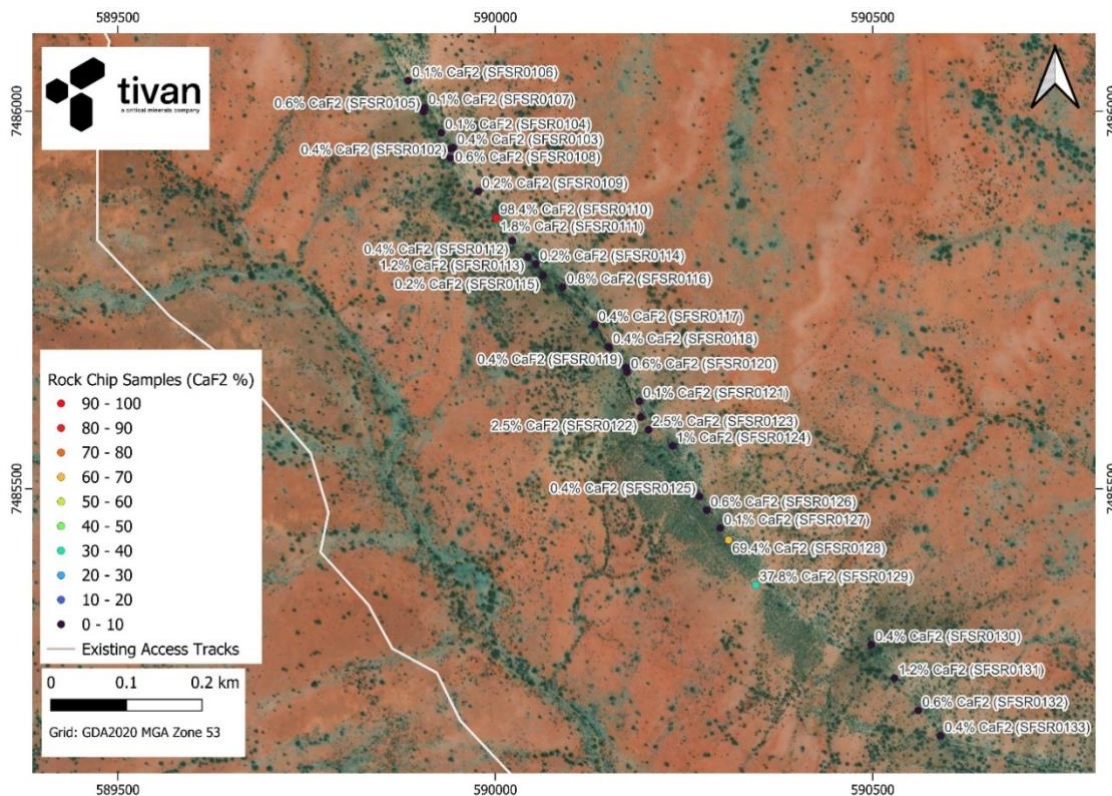 589500 590000 590500
tivan
a critical minerals company
7486000
7486000
0.1% CaF2 (SFSR0106)
0.1% CaF2 (SFSR0107)
0.6% CaF2 (SFSR0105)
0.1% CaF2 (SFSR0104)
0.4% CaF2 (SFSR0103)
0.4% CaF2 (SFSR0102)
0.6% CaF2 (SFSR0108)
0.2% CaF2 (SFSR0109)
98.4% CaF2 (SFSR0110)
1.8% CaF2 (SFSR0111)
0.4% CaF2 (SFSR0112)
0.2% CaF2 (SFSR0114)
1.2% CaF2 (SFSR0113)
0.8% CaF2 (SFSR0116)
0.2% CaF2 (SFSR0115)
0.4% CaF2 (SFSR0117)
0.4% CaF2 (SFSR0118)
0.4% CaF2 (SFSR0119)
0.6% CaF2 (SFSR0120)
0.1% CaF2 (SFSR0121)
2.5% CaF2 (SFSR0123)
2.5% CaF2 (SFSR0122)
1% CaF2 (SFSR0124)
0.4% CaF2 (SFSR0125)
0.6% CaF2 (SFSR0126)
0.1% CaF2 (SFSR0127)
69.4% CaF2 (SFSR0128)
37.8% CaF2 (SFSR0129)
0.4% CaF2 (SFSR0130)
1.2% CaF2 (SFSR0131)
0.6% CaF2 (SFSR0132)
0.4% CaF2 (SFSR0133)
7485500
7485500
Rock Chip Samples (CaF2 %)
90 - 100
80 - 90
70 - 80
60 - 70
50 - 60
40 - 50
30 - 40
20 - 30
10 - 20
0 - 10
Existing Access Tracks
0 0.1 0.2 km
Grid: GDA2020 MGA Zone 53
589500 590000 590500